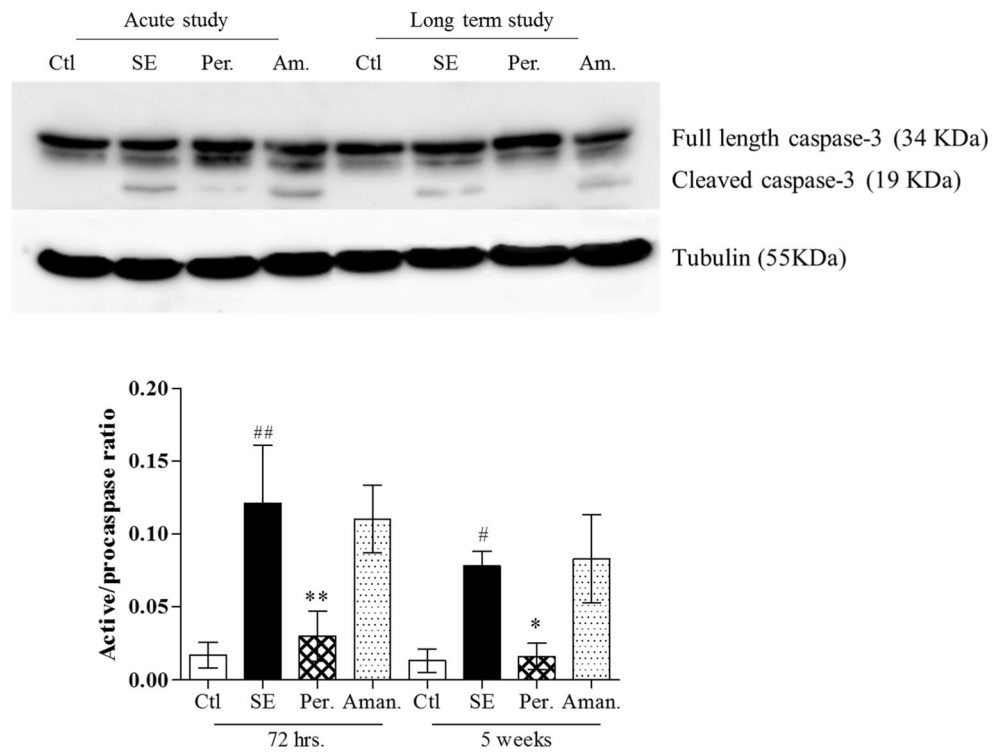 Acute study Long term study
Ctl SE Per. Am. Ctl SE Per. Am.
Full length caspase-3 (34 KDa)
Cleaved caspase-3 (19 KDa)
Tubulin (55KDa)
Active/procaspase ratio
0.20
0.15
0.10
0.05
0.00
##
**
#
*
Ctl SE Per. Aman. Ctl SE Per. Aman.
72 hrs. 5 weeks